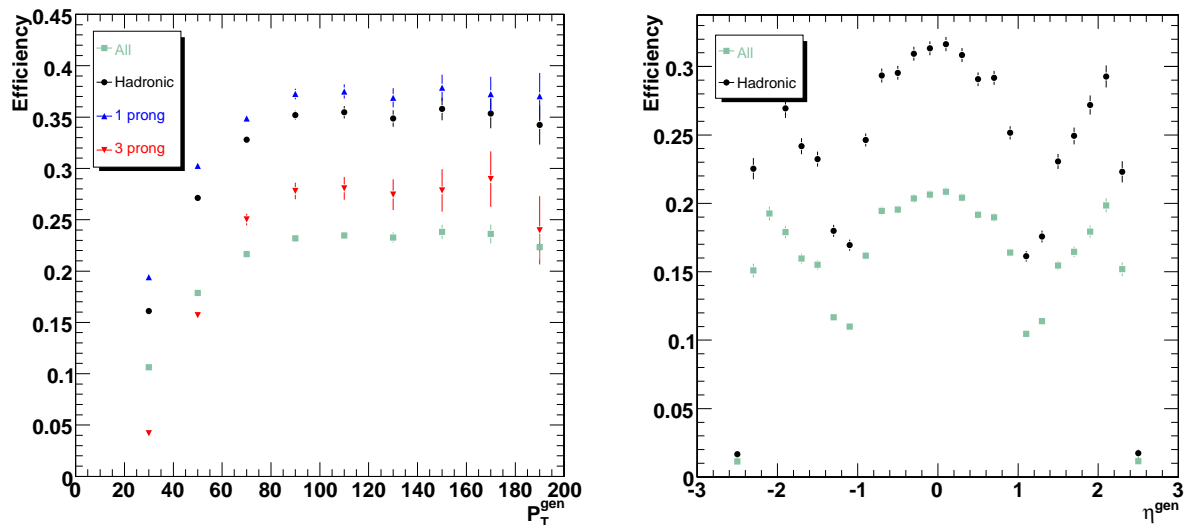 Efficiency
0.45
0.4
0.35
0.3
0.25
0.2
0.15
0.1
0.05
0
All
Hadronic
1 prong
3 prong
0 20 40 60 80 100 120 140 160 180 200
P_T^gen
Efficiency
0.3
0.25
0.2
0.15
0.1
0.05
0
All
Hadronic
-3 -2 -1 0 1 2 3
η^gen